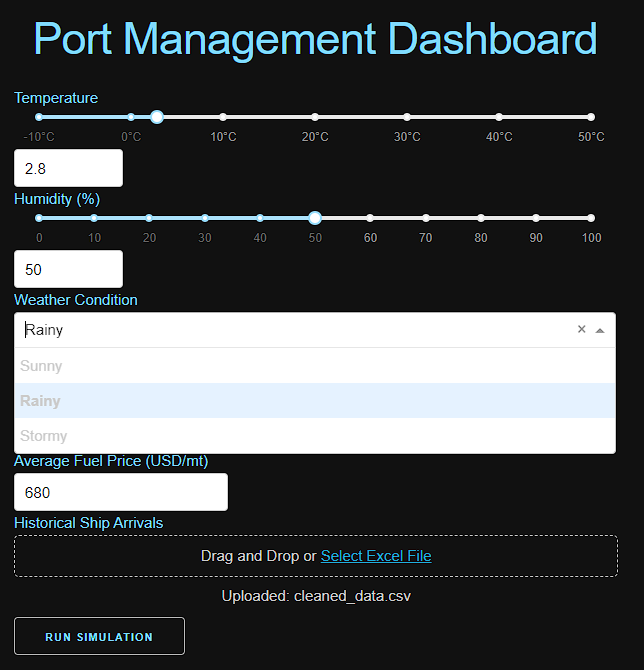 Port Management Dashboard
Temperature
-10°C 0°C 10°C 20°C 30°C 40°C 50°C
2.8
Humidity (%)
0 10 20 30 40 50 60 70 80 90 100
50
Weather Condition
Rainy ×
Sunny
Rainy
Stormy
Average Fuel Price (USD/mt)
680
Historical Ship Arrivals
Drag and Drop or Select Excel File
Uploaded: cleaned_data.csv
RUN SIMULATION